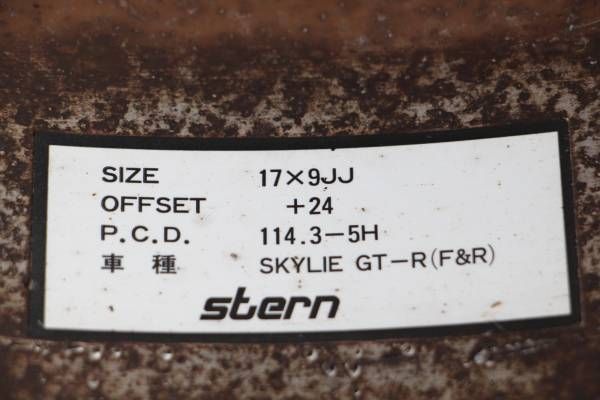 SIZE 17×9JJ
OFFSET +24
P.C.D. 114.3-5H
車種 SKYLIE GT-R(F&R)
stern